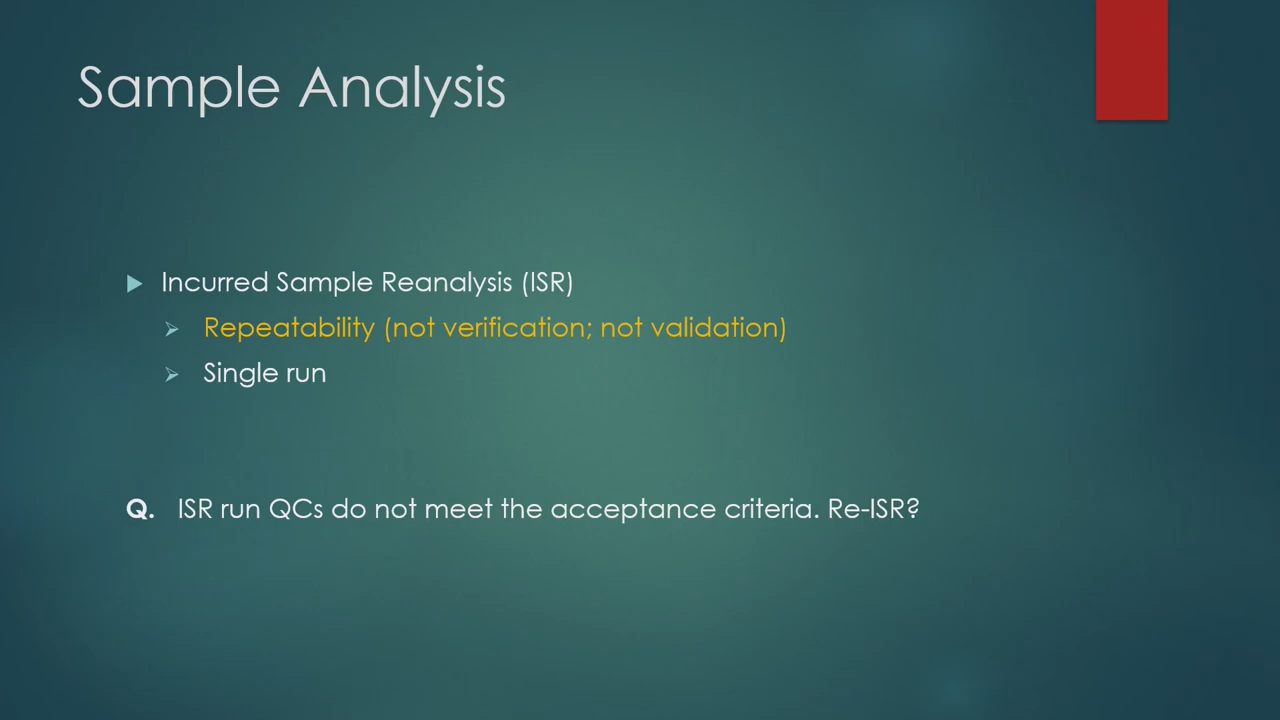 Sample Analysis
Incurred Sample Reanalysis (ISR)
Repeatability (not verification; not validation)
Single run
Q. ISR run QCs do not meet the acceptance criteria. Re-ISR?